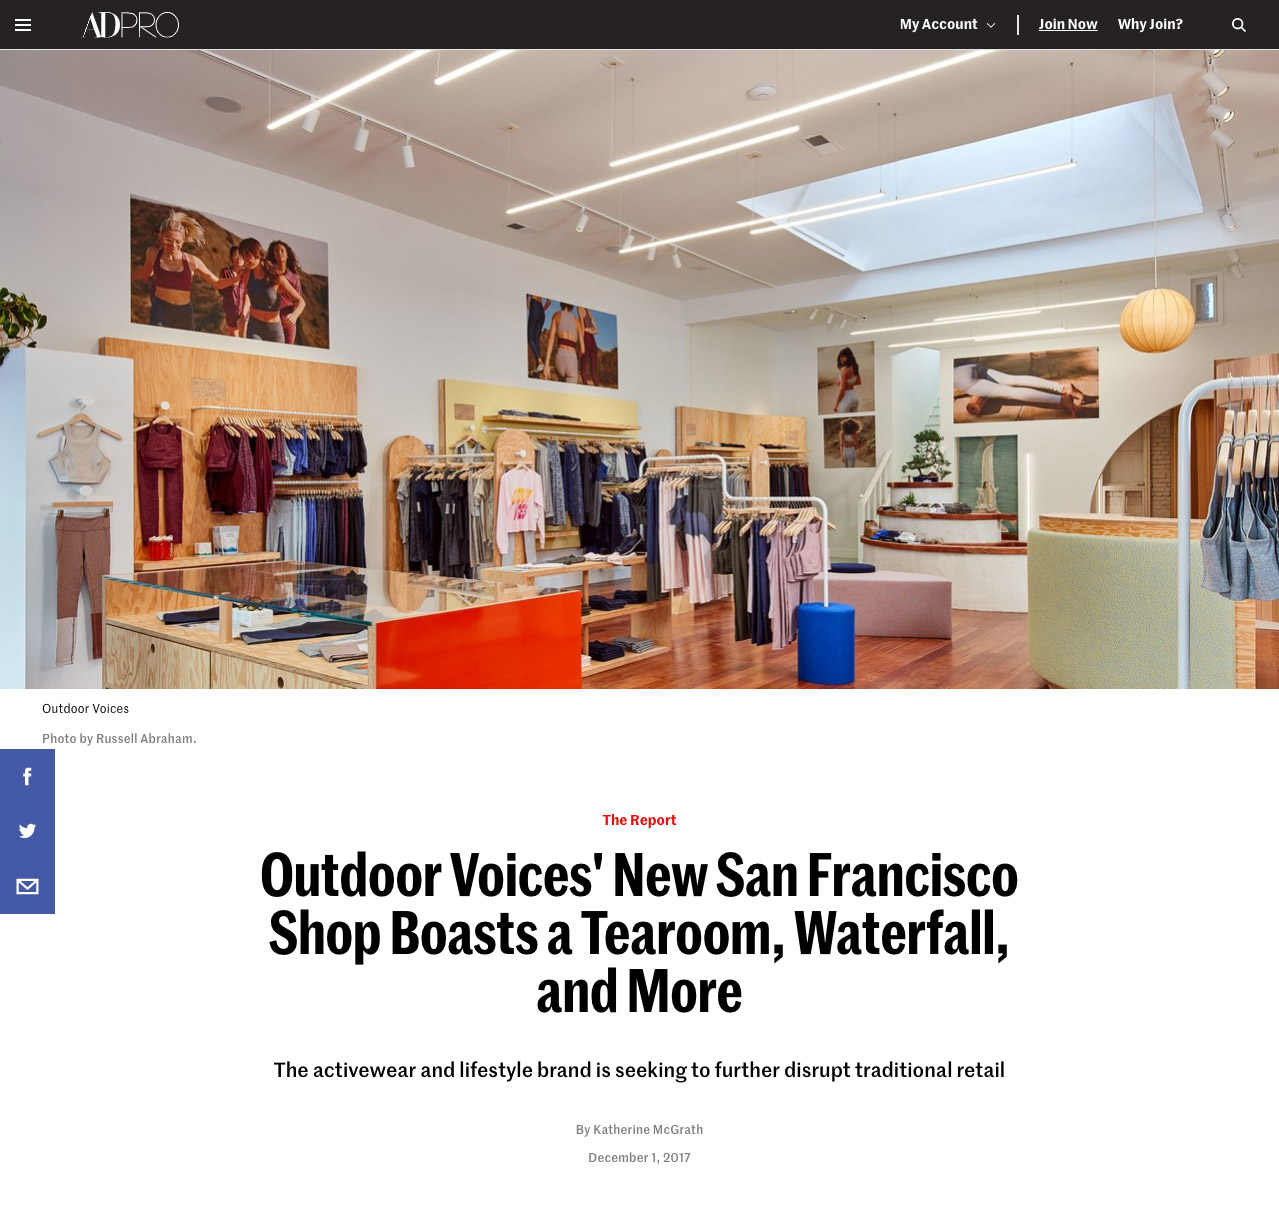 ADPRO
My Account
Join Now
Why Join?
Outdoor Voices
Photo by Russell Abraham.
The Report
Outdoor Voices' New San Francisco
Shop Boasts a Tearoom, Waterfall,
and More
The activewear and lifestyle brand is seeking to further disrupt traditional retail
By Katherine McGrath
December 1, 2017